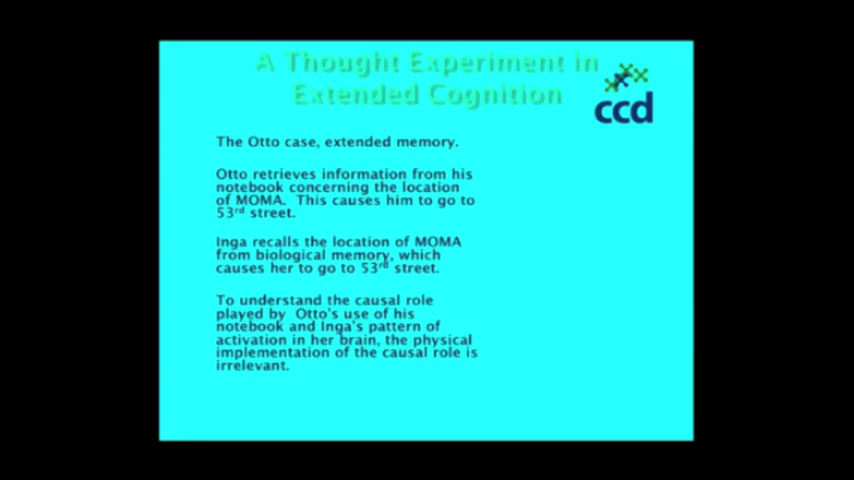 A Thought Experiment in
Extended Cognition
ccd
The Otto case, extended memory.
Otto retrieves information from his
notebook concerning the location
of MOMA. This causes him to go to
53rd street.
Inga recalls the location of MOMA
from biological memory, which
causes her to go to 53rd street.
To understand the causal role
played by Otto's use of his
notebook and Inga's pattern of
activation in her brain, the physical
implementation of the causal role is
irrelevant.